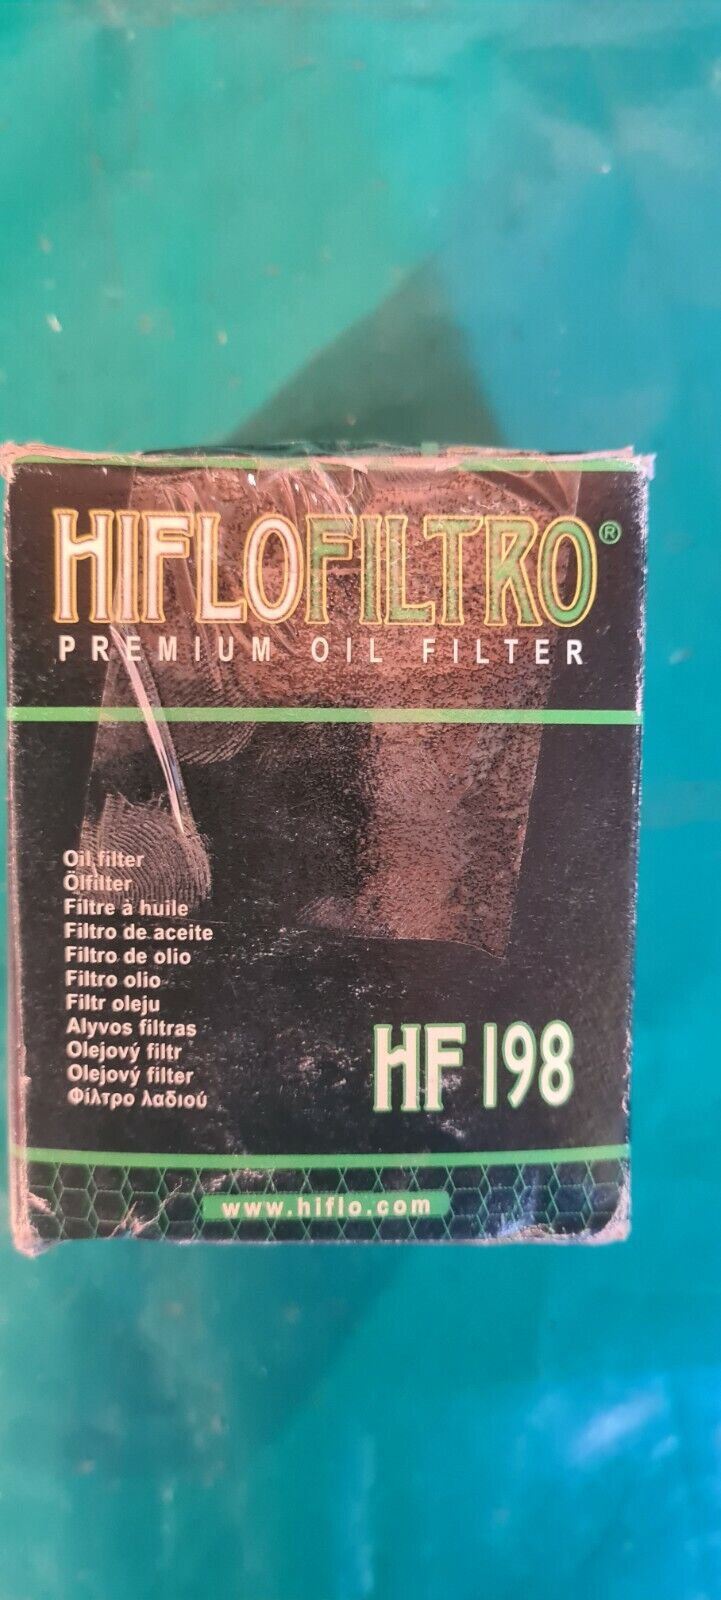 HIFLOFILTRO®
PREMIUM OIL FILTER
Oil filter
Ölfilter
Filtre à huile
Filtro de aceite
Filtro de olio
Filtro olio
Filtr oleju
Alyvos filtras
Olejový filtr
Olejový filter
Φίλτρο λαδιού
HF 198
www.hiflo.com